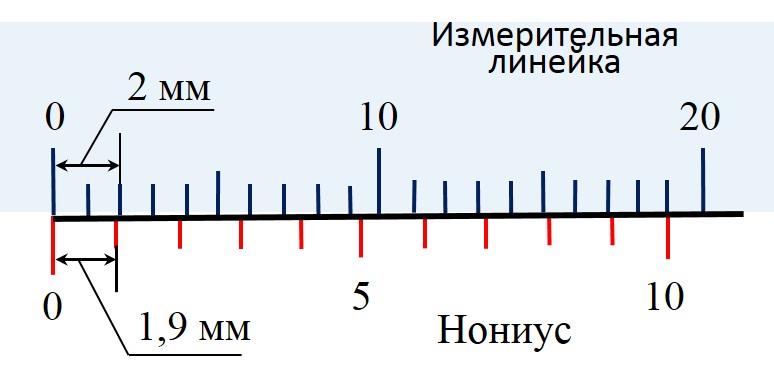 Измерительная
линейка
2 мм
0 10 20
0 5 10
1,9 мм
Нониус